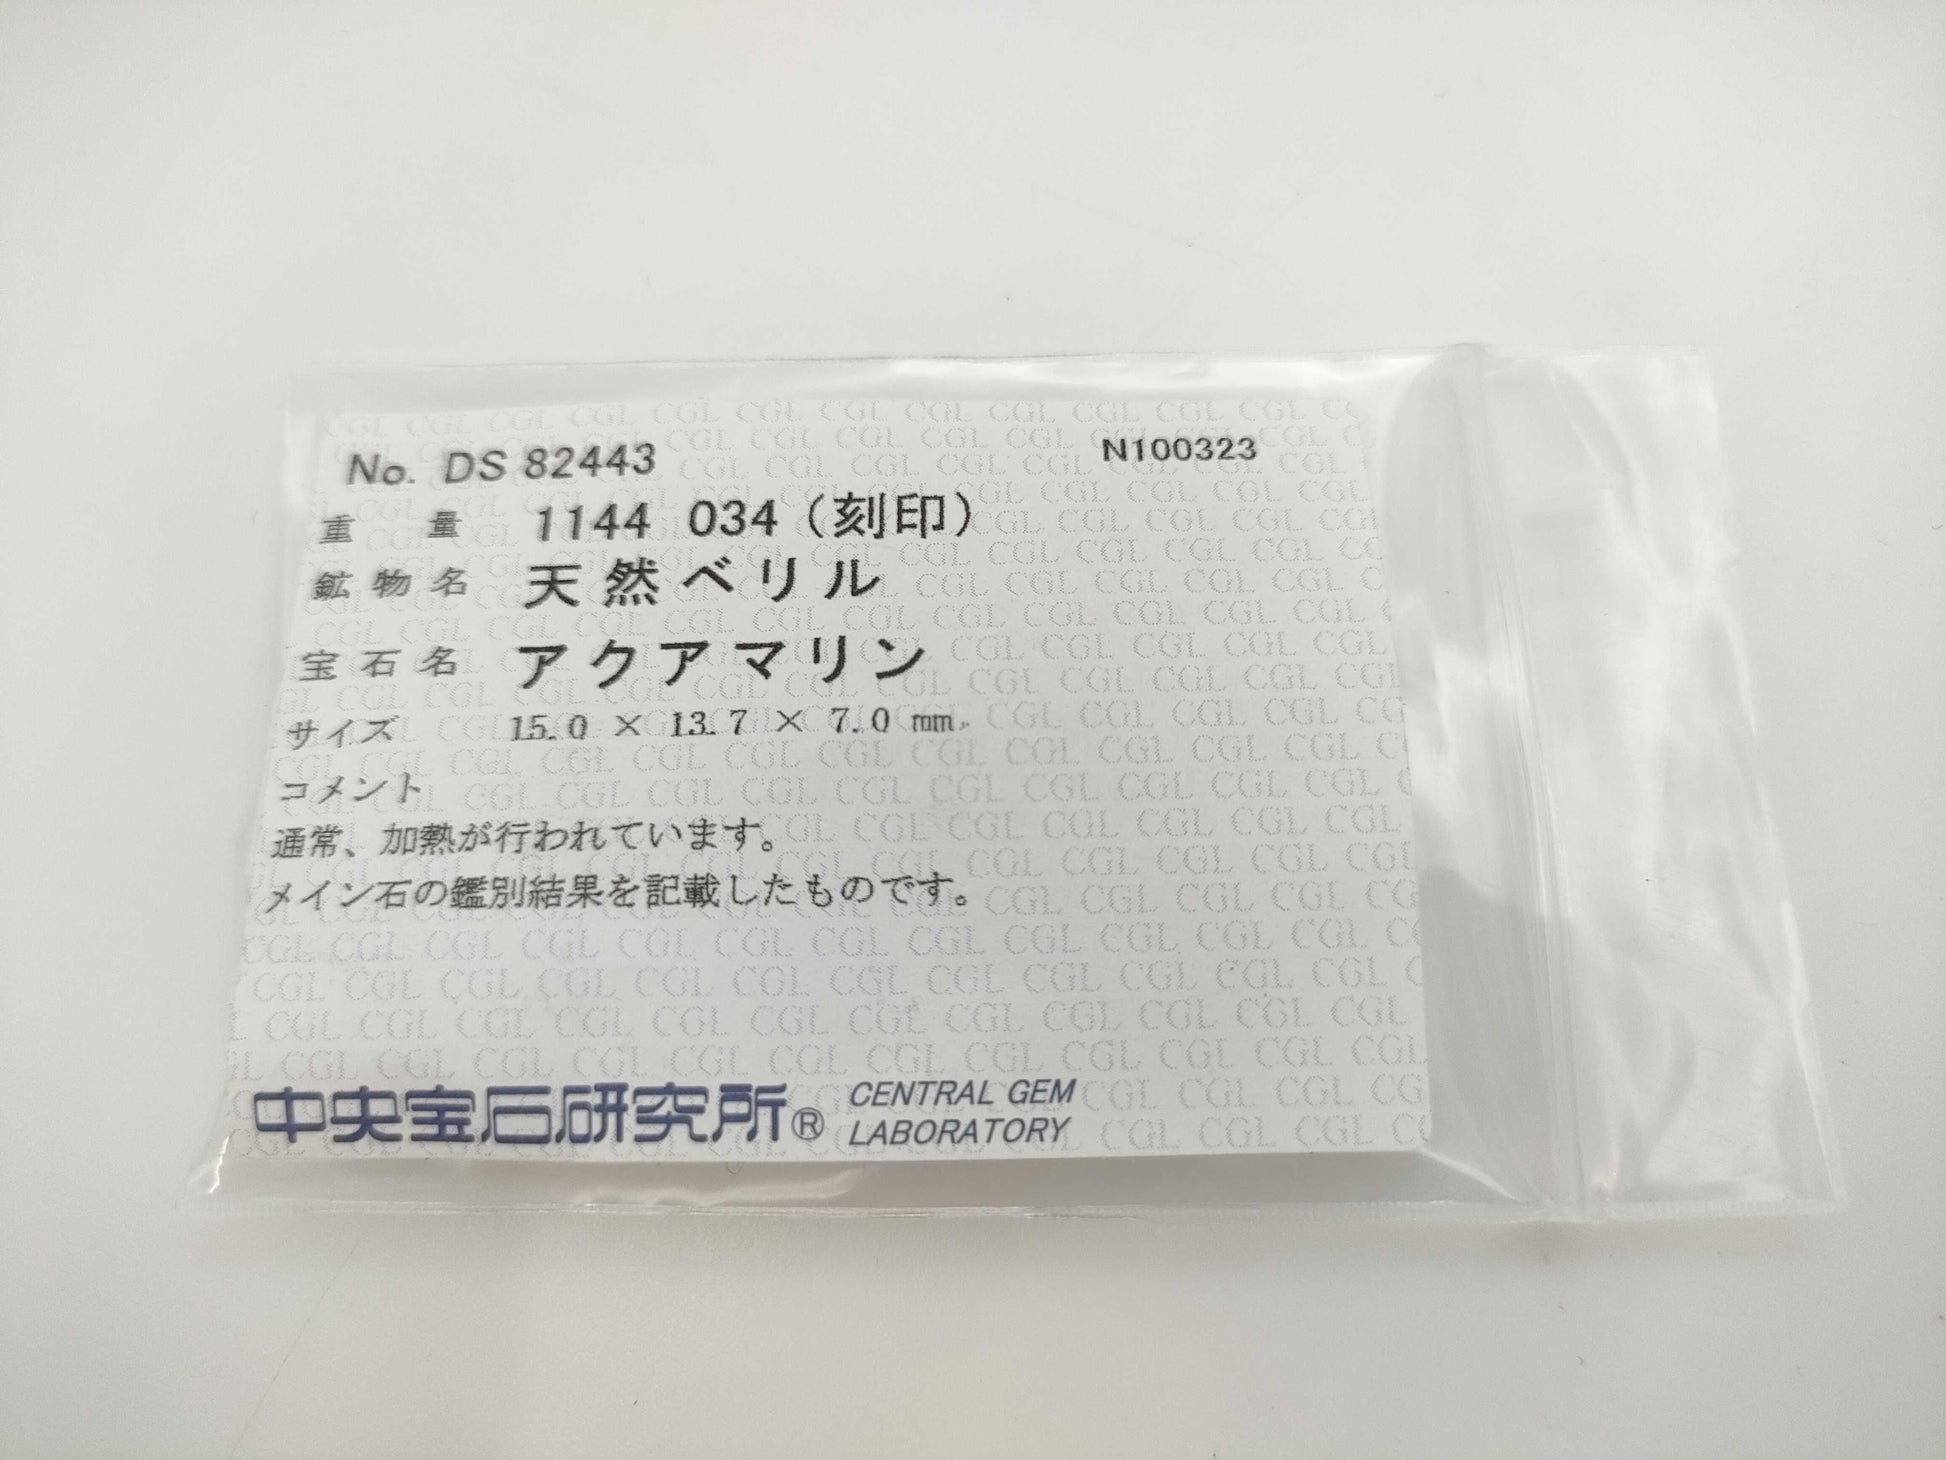 No. DS 82443 N100323
重量 1144 034（刻印）
鉱物名 天然ベリル
宝石名 アクアマリン
サイズ 15.0 × 13.7 × 7.0 mm.
コメント
通常、加熱が行われています。
メイン石の鑑別結果を記載したものです。
中央宝石研究所® CENTRAL GEM
LABORATORY